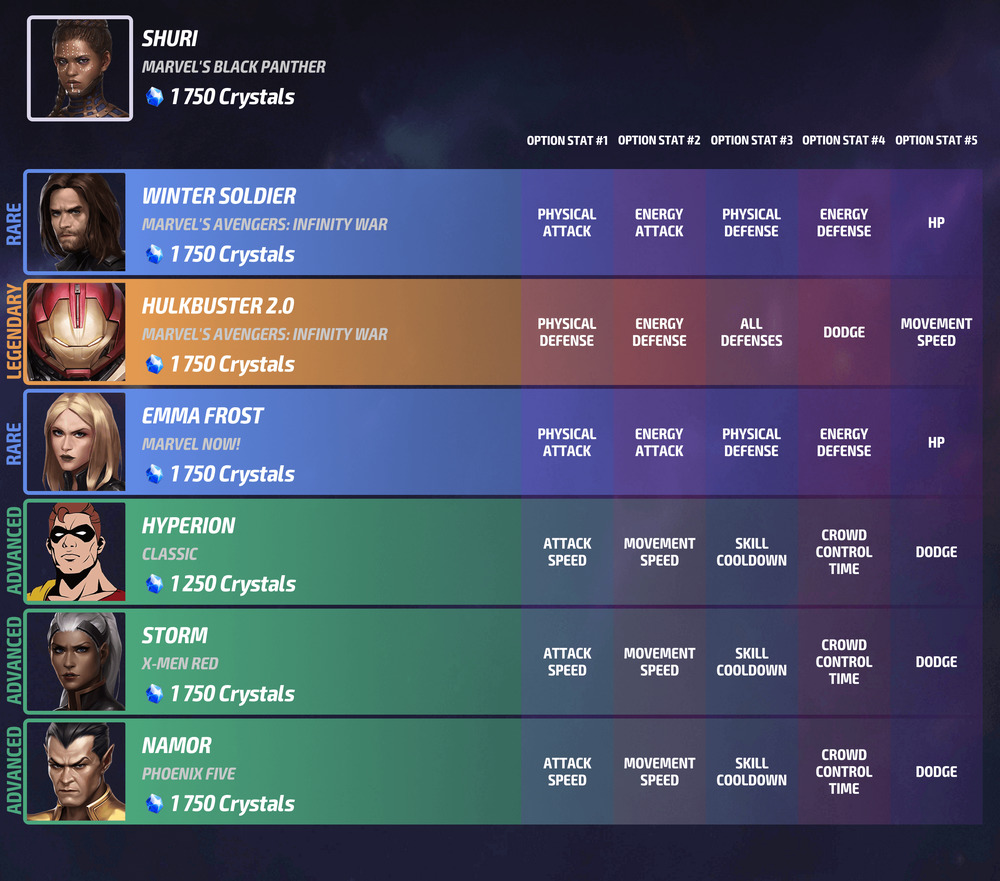 SHURI
MARVEL'S BLACK PANTHER
1 750 Crystals
OPTION STAT #1 OPTION STAT #2 OPTION STAT #3 OPTION STAT #4 OPTION STAT #5
RARE
WINTER SOLDIER
MARVEL'S AVENGERS: INFINITY WAR
1 750 Crystals
PHYSICAL ATTACK
ENERGY ATTACK
PHYSICAL DEFENSE
ENERGY DEFENSE
HP
LEGENDARY
HULKBUSTER 2.0
MARVEL'S AVENGERS: INFINITY WAR
1 750 Crystals
PHYSICAL DEFENSE
ENERGY DEFENSE
ALL DEFENSES
DODGE
MOVEMENT SPEED
RARE
EMMA FROST
MARVEL NOW!
1 750 Crystals
PHYSICAL ATTACK
ENERGY ATTACK
PHYSICAL DEFENSE
ENERGY DEFENSE
HP
ADVANCED
HYPERION
CLASSIC
1 250 Crystals
ATTACK SPEED
MOVEMENT SPEED
SKILL COOLDOWN
CROWD CONTROL TIME
DODGE
ADVANCED
STORM
X-MEN RED
1 750 Crystals
ATTACK SPEED
MOVEMENT SPEED
SKILL COOLDOWN
CROWD CONTROL TIME
DODGE
ADVANCED
NAMOR
PHOENIX FIVE
1 750 Crystals
ATTACK SPEED
MOVEMENT SPEED
SKILL COOLDOWN
CROWD CONTROL TIME
DODGE